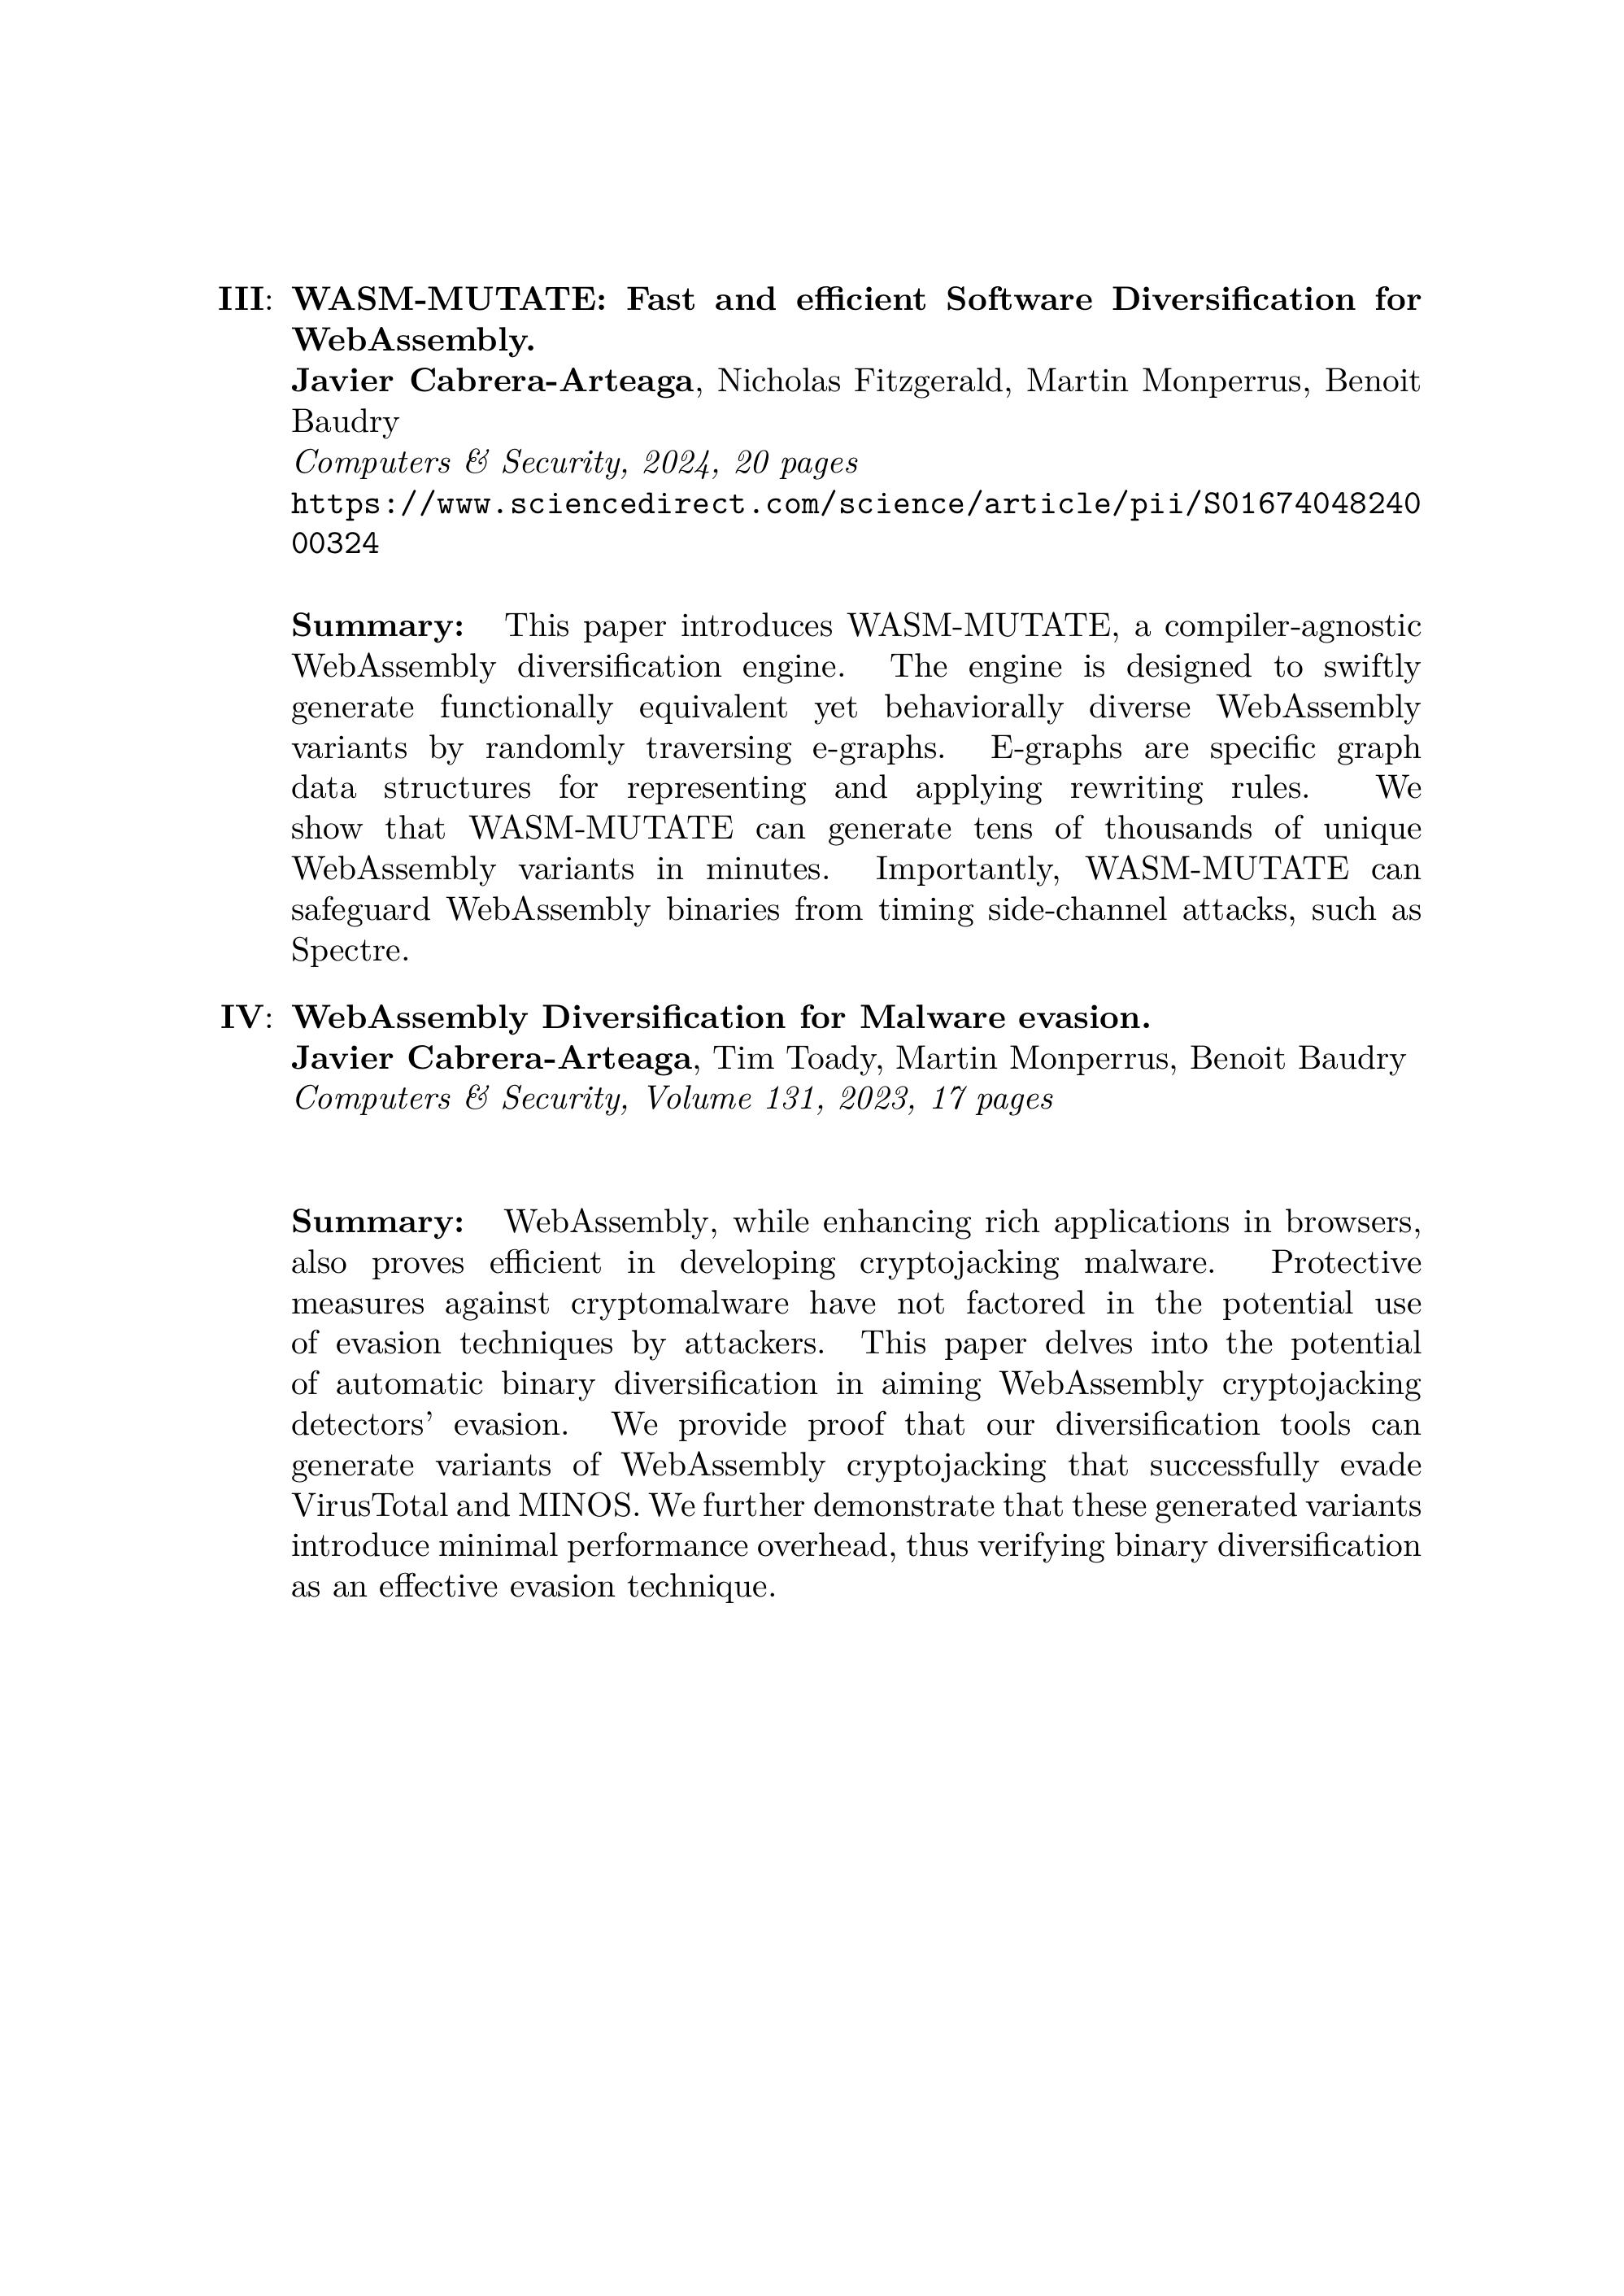 III: WASM-MUTATE: Fast and efficient Software Diversification for
WebAssembly.
Javier Cabrera-Arteaga, Nicholas Fitzgerald, Martin Monperrus, Benoit
Baudry
Computers & Security, 2024, 20 pages
https://www.sciencedirect.com/science/article/pii/S01674048240
00324
Summary: This paper introduces WASM-MUTATE, a compiler-agnostic
WebAssembly diversification engine. The engine is designed to swiftly
generate functionally equivalent yet behaviorally diverse WebAssembly
variants by randomly traversing e-graphs. E-graphs are specific graph
data structures for representing and applying rewriting rules. We
show that WASM-MUTATE can generate tens of thousands of unique
WebAssembly variants in minutes. Importantly, WASM-MUTATE can
safeguard WebAssembly binaries from timing side-channel attacks, such as
Spectre.
IV: WebAssembly Diversification for Malware evasion.
Javier Cabrera-Arteaga, Tim Toady, Martin Monperrus, Benoit Baudry
Computers & Security, Volume 131, 2023, 17 pages
Summary: WebAssembly, while enhancing rich applications in browsers,
also proves efficient in developing cryptojacking malware. Protective
measures against cryptomalware have not factored in the potential use
of evasion techniques by attackers. This paper delves into the potential
of automatic binary diversification in aiming WebAssembly cryptojacking
detectors' evasion. We provide proof that our diversification tools can
generate variants of WebAssembly cryptojacking that successfully evade
VirusTotal and MINOS. We further demonstrate that these generated variants
introduce minimal performance overhead, thus verifying binary diversification
as an effective evasion technique.